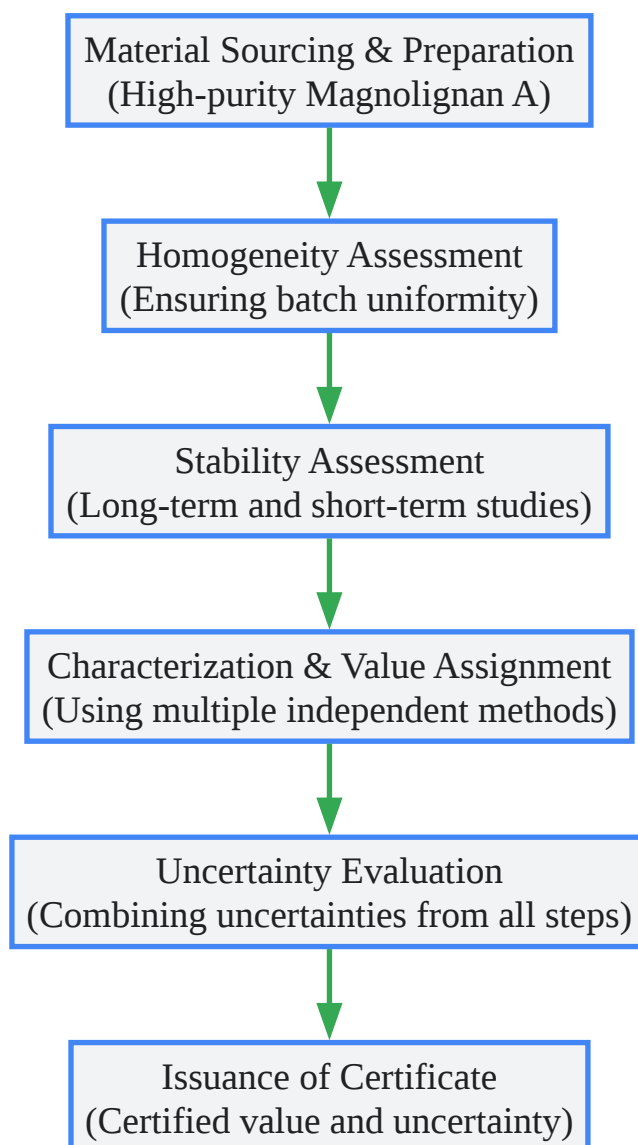 Material Sourcing & Preparation
(High-purity Magnolignan A)
Homogeneity Assessment
(Ensuring batch uniformity)
Stability Assessment
(Long-term and short-term studies)
Characterization & Value Assignment
(Using multiple independent methods)
Uncertainty Evaluation
(Combining uncertainties from all steps)
Issuance of Certificate
(Certified value and uncertainty)